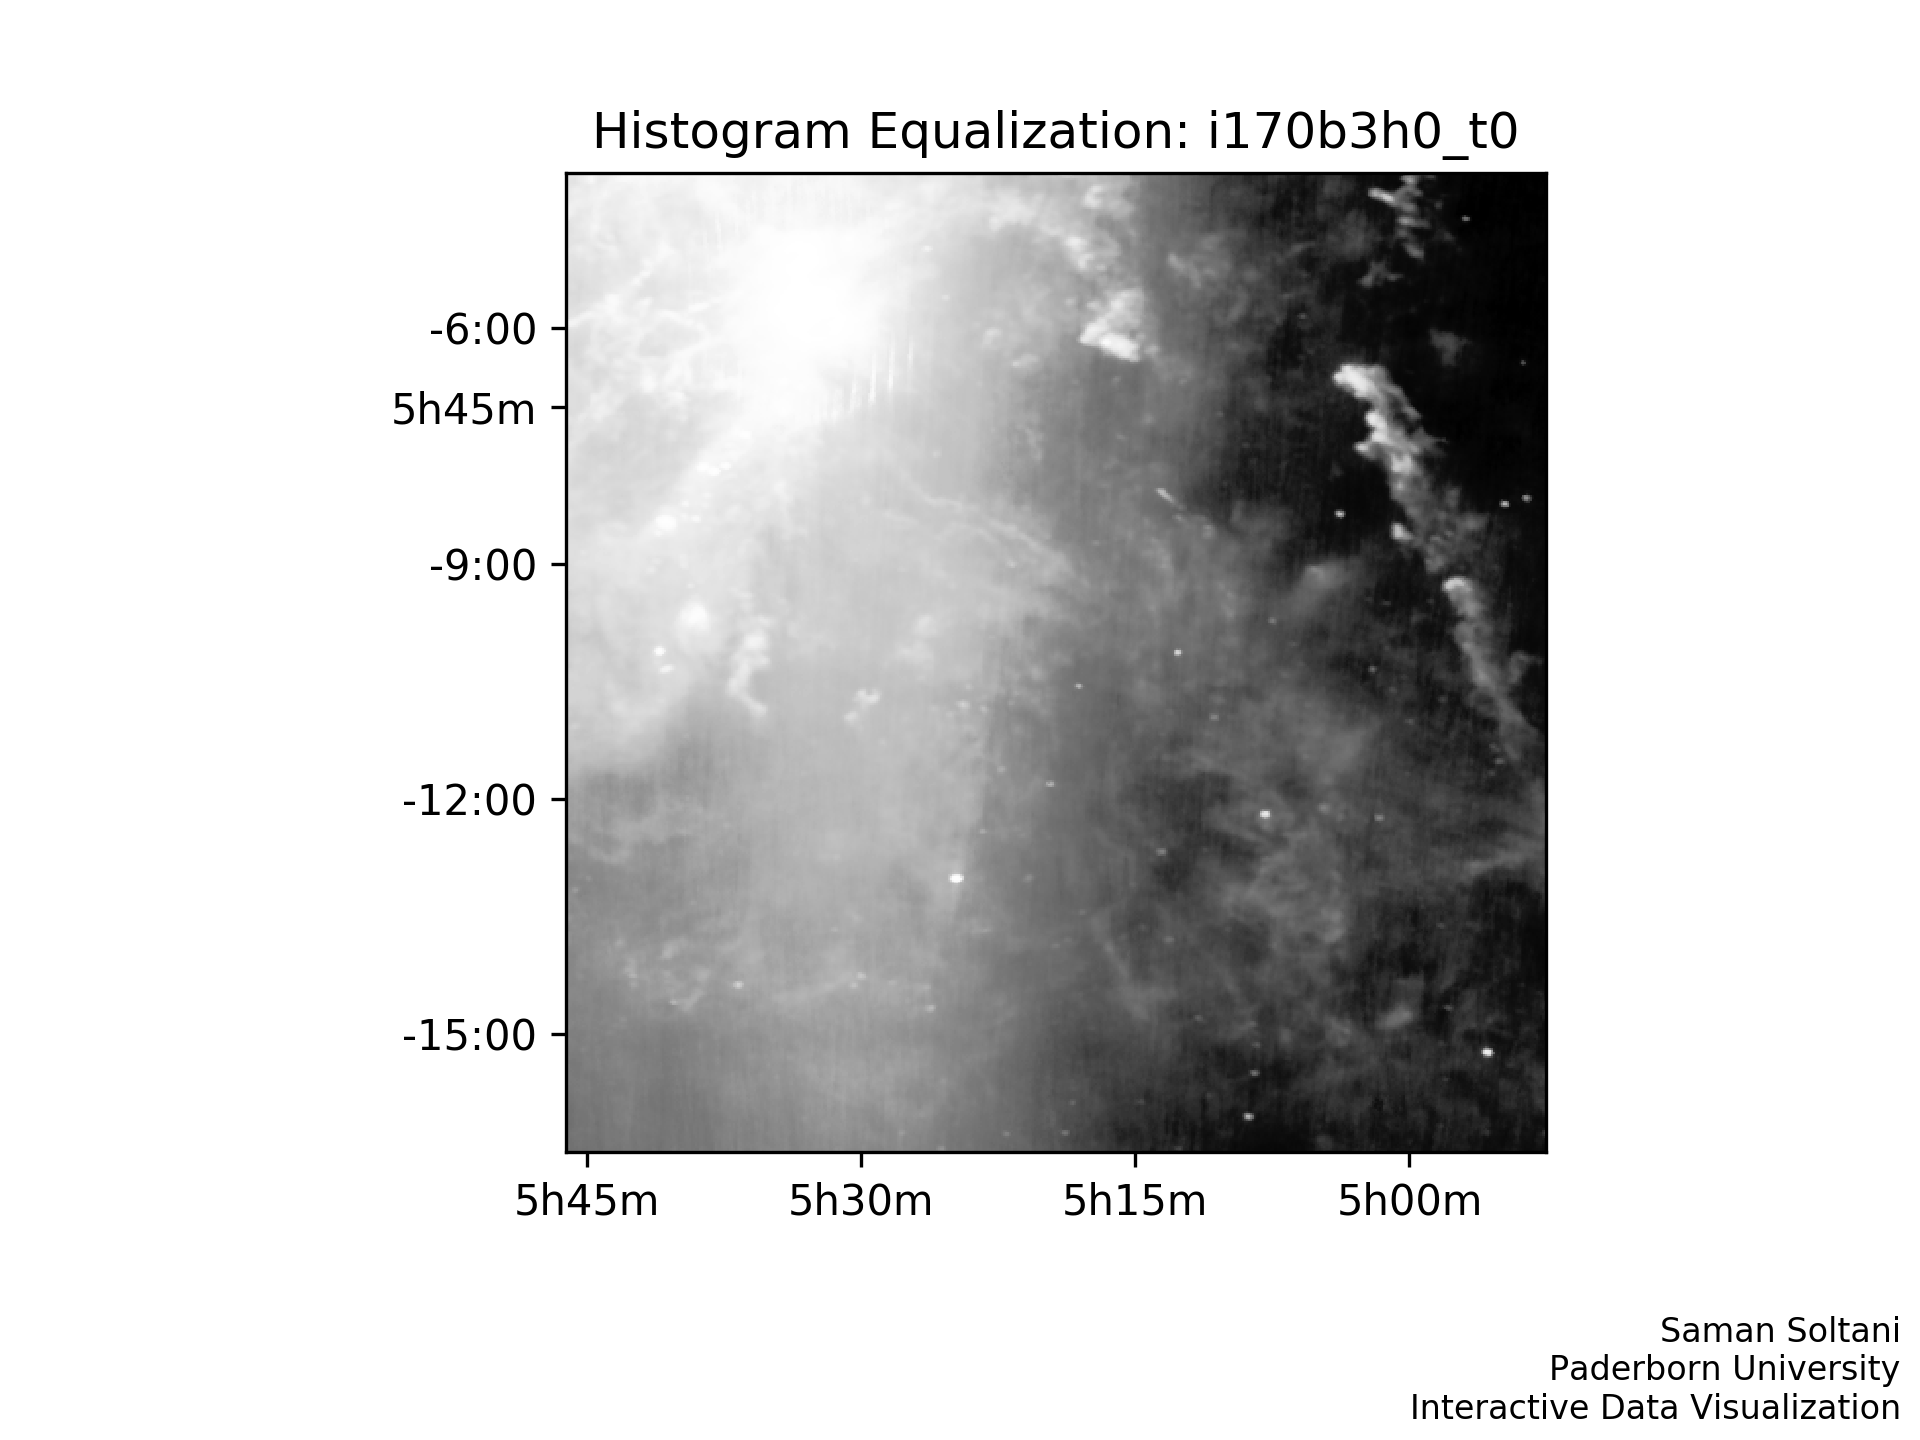 Histogram Equalization: i170b3h0_t0
-6:00
5h45m
-9:00
-12:00
-15:00
5h45m 5h30m 5h15m 5h00m
Saman Soltani
Paderborn University
Interactive Data Visualization